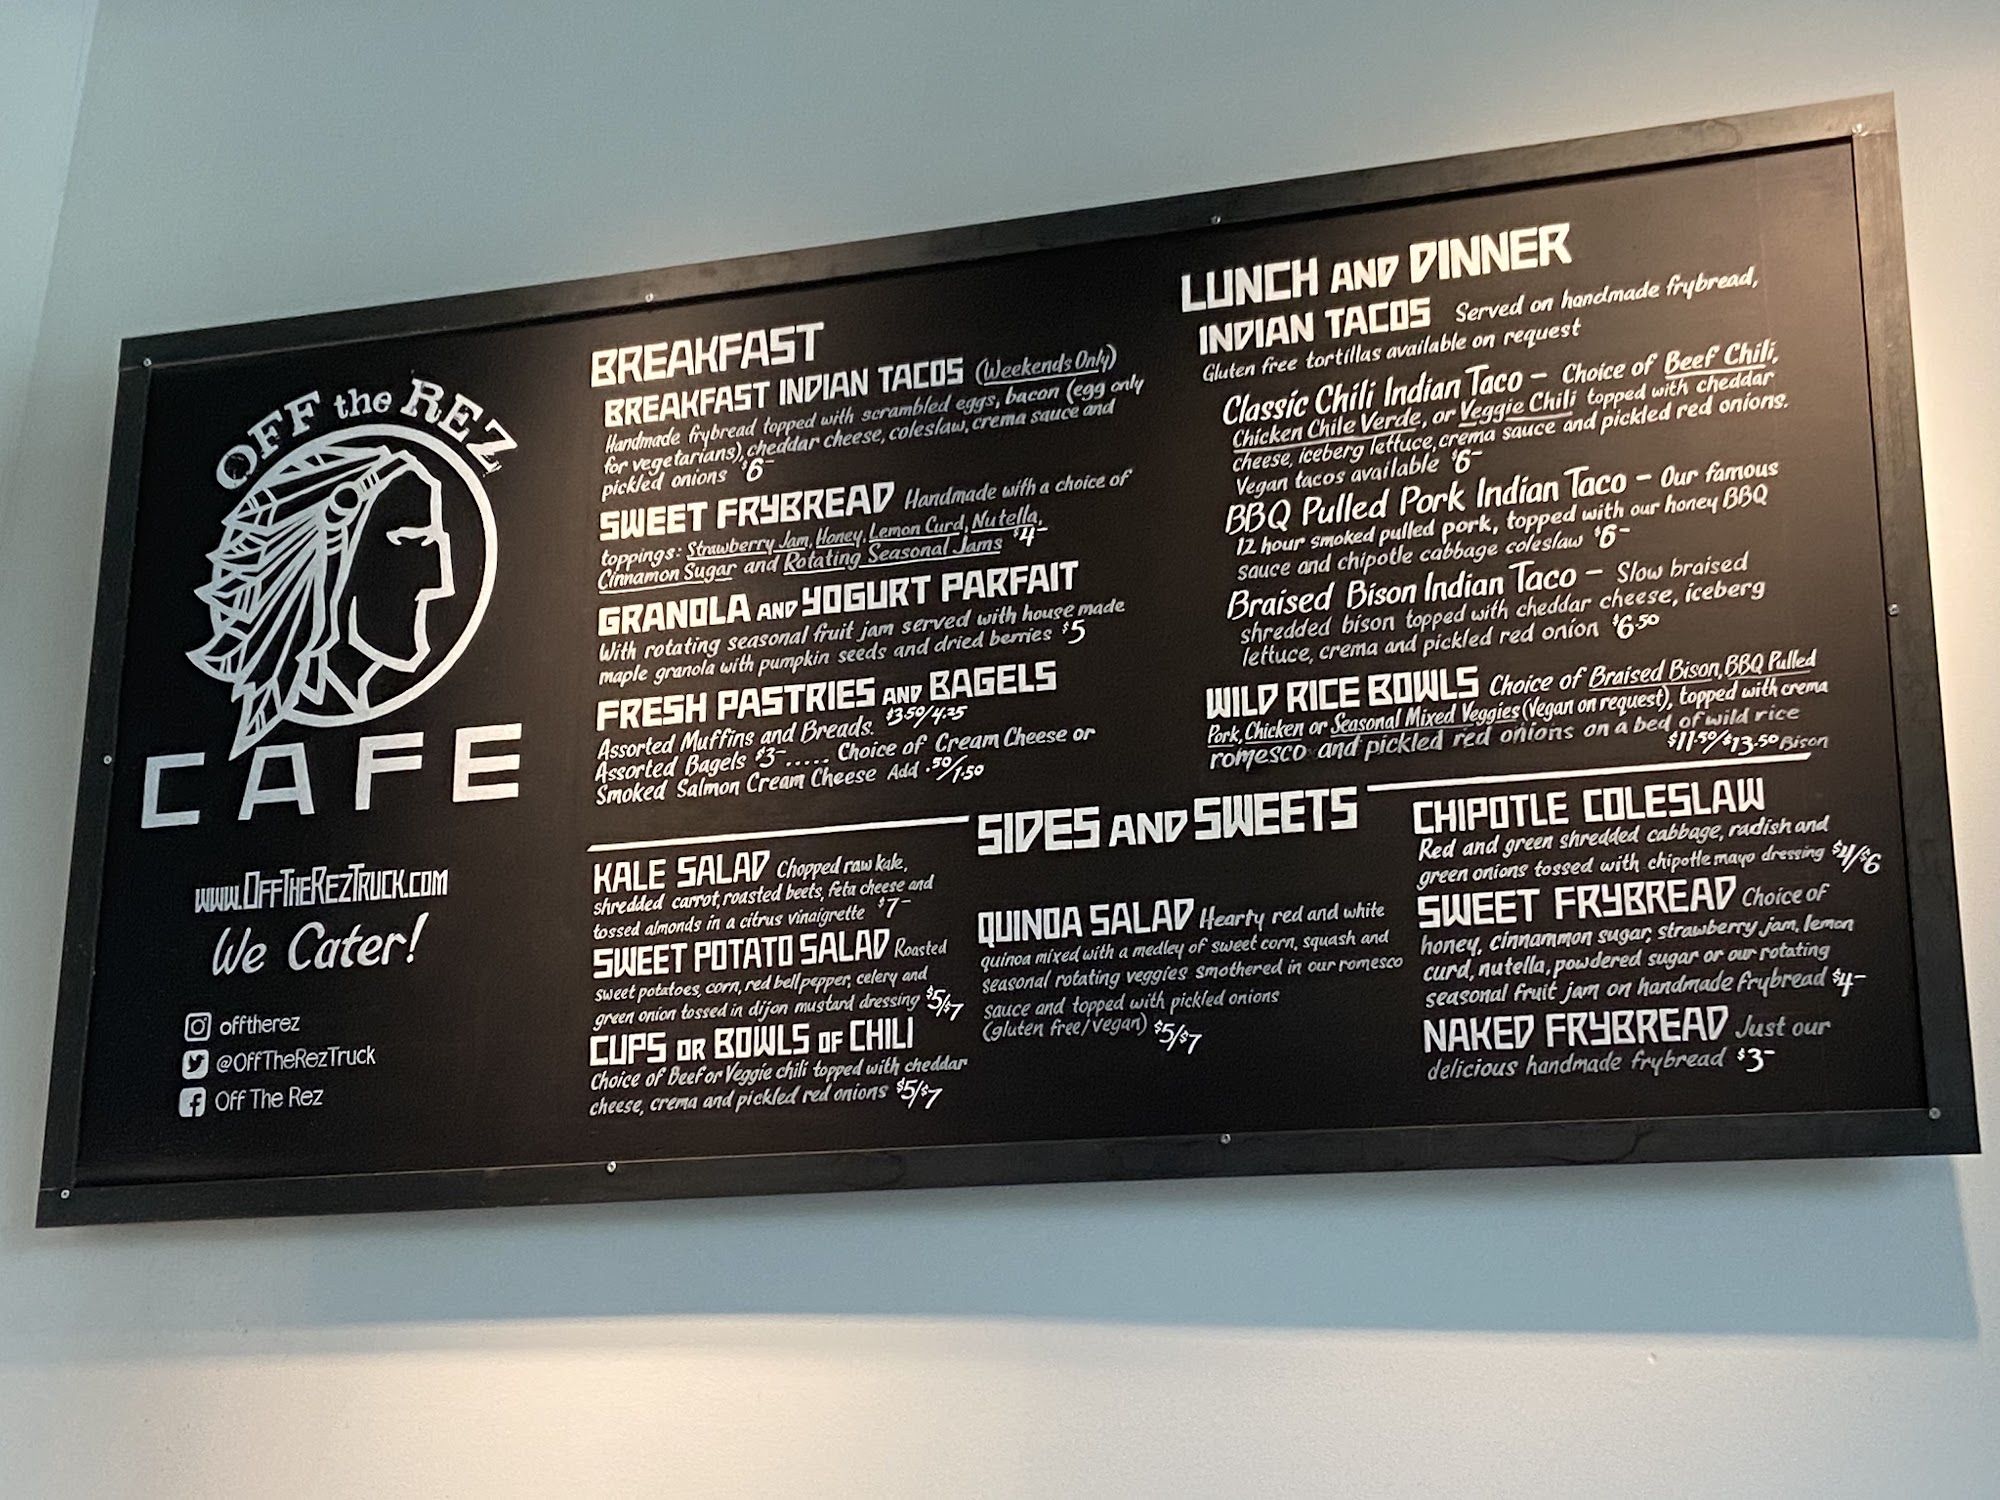 OFF the REZ
CAFE
www.OffTheRezTruck.com
We Cater!
offtherez
@OffTheRezTruck
Off The Rez
BREAKFAST
BREAKFAST INDIAN TACOS (Weekends Only)
Handmade frybread topped with scrambled eggs, bacon (egg only
for vegetarians), cheddar cheese, coleslaw, crema sauce and
pickled onions $6-
SWEET FRYBREAD Handmade with a choice of
toppings: Strawberry Jam, Honey, Lemon Curd, Nutella,
Cinnamon Sugar and Rotating Seasonal Jams $4-
GRANOLA AND YOGURT PARFAIT
With rotating seasonal fruit jam served with house made
maple granola with pumpkin seeds and dried berries $5
FRESH PASTRIES AND BAGELS
Assorted Muffins and Breads. $3.50/4.25
Assorted Bagels $3-..... Choice of Cream Cheese or
Smoked Salmon Cream Cheese Add .50/1.50
LUNCH AND DINNER
INDIAN TACOS Served on handmade frybread,
Gluten free tortillas available on request
Classic Chili Indian Taco - Choice of Beef Chili,
Chicken Chile Verde, or Veggie Chili topped with cheddar
cheese, iceberg lettuce, crema sauce and pickled red onions.
Vegan tacos available $6-
BBQ Pulled Pork Indian Taco - Our famous
12 hour smoked pulled pork, topped with our honey BBQ
sauce and chipotle cabbage coleslaw $6-
Braised Bison Indian Taco - Slow braised
shredded bison topped with cheddar cheese, iceberg
lettuce, crema and pickled red onion $6.50
WILD RICE BOWLS Choice of Braised Bison, BBQ Pulled
Pork, Chicken or Seasonal Mixed Veggies (Vegan on request), topped with crema
romesco and pickled red onions on a bed of wild rice
$11.50/$13.50 Bison
SIDES AND SWEETS
KALE SALAD Chopped raw kale,
shredded carrot, roasted beets, feta cheese and
tossed almonds in a citrus vinaigrette $7-
SWEET POTATO SALAD Roasted
sweet potatoes, corn, red bell pepper, celery and
green onion tossed in dijon mustard dressing $5/$7
CUPS OR BOWLS OF CHILI
Choice of Beef or Veggie chili topped with cheddar
cheese, crema and pickled red onions $5/$7
QUINOA SALAD Hearty red and white
quinoa mixed with a medley of sweet corn, squash and
seasonal rotating veggies smothered in our romesco
sauce and topped with pickled onions
(gluten free/vegan) $5/$7
CHIPOTLE COLESLAW
Red and green shredded cabbage, radish and
green onions tossed with chipotle mayo dressing $4/$6
SWEET FRYBREAD Choice of
honey, cinnammon sugar, strawberry jam, lemon
curd, nutella, powdered sugar or our rotating
seasonal fruit jam on handmade frybread $4-
NAKED FRYBREAD Just our
delicious handmade frybread $3-